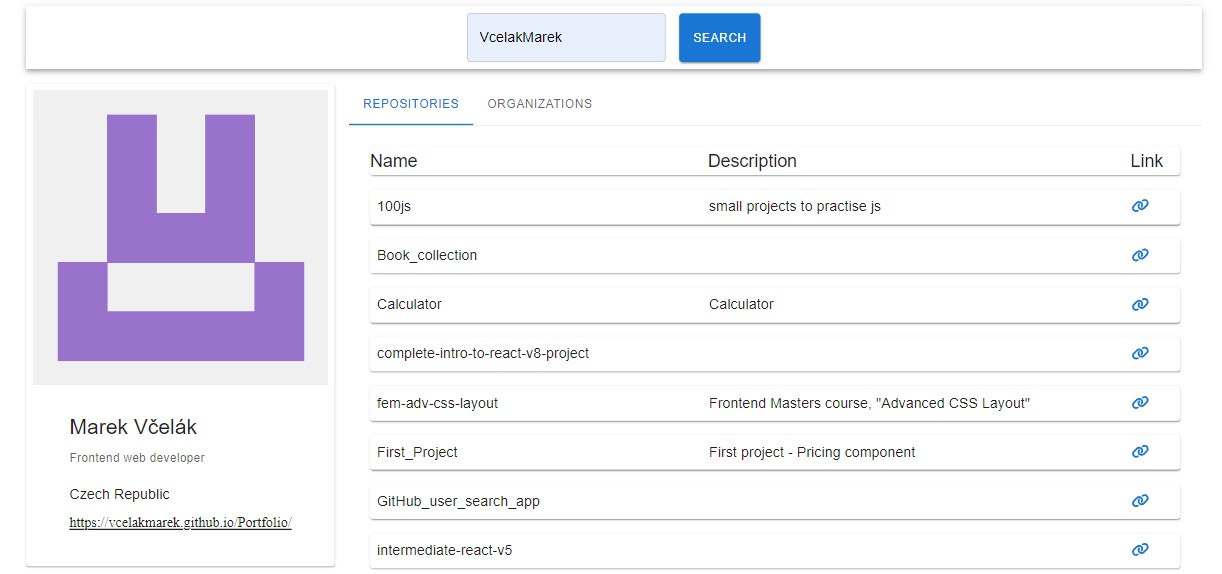 VcelakMarek SEARCH
REPOSITORIES ORGANIZATIONS
Name Description Link
100js small projects to practise js
Book_collection
Calculator Calculator
complete-intro-to-react-v8-project
fem-adv-css-layout Frontend Masters course, "Advanced CSS Layout"
First_Project First project - Pricing component
GitHub_user_search_app
intermediate-react-v5
Marek Včelák
Frontend web developer
Czech Republic
https://vcelakmarek.github.io/Portfolio/